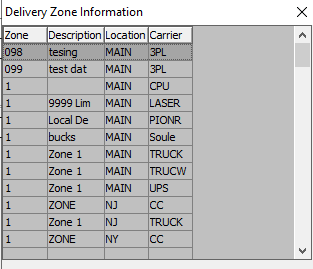 Delivery Zone Information
Zone Description Location Carrier
098 tesing MAIN 3PL
099 test dat MAIN 3PL
1 MAIN CPU
1 9999 Lim MAIN LASER
1 Local De MAIN PIONR
1 bucks MAIN Soule
1 Zone 1 MAIN TRUCK
1 Zone 1 MAIN TRUCW
1 Zone 1 MAIN UPS
1 ZONE NJ CC
1 Zone 1 NJ TRUCK
1 ZONE NY CC